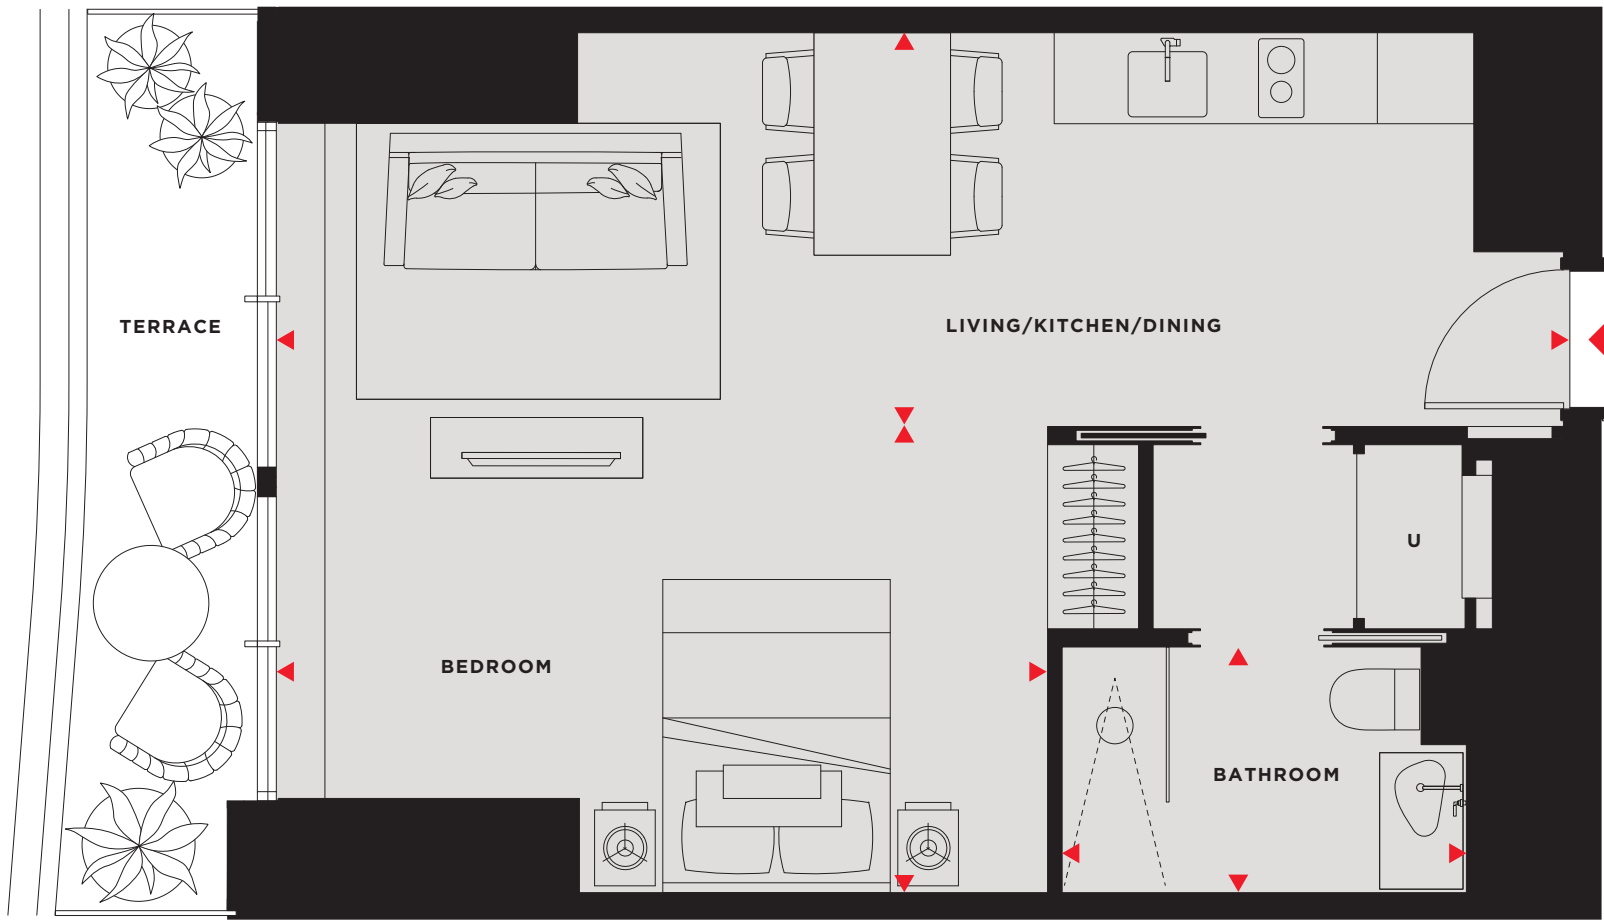 TERRACE
LIVING/KITCHEN/DINING
U
BEDROOM
BATHROOM